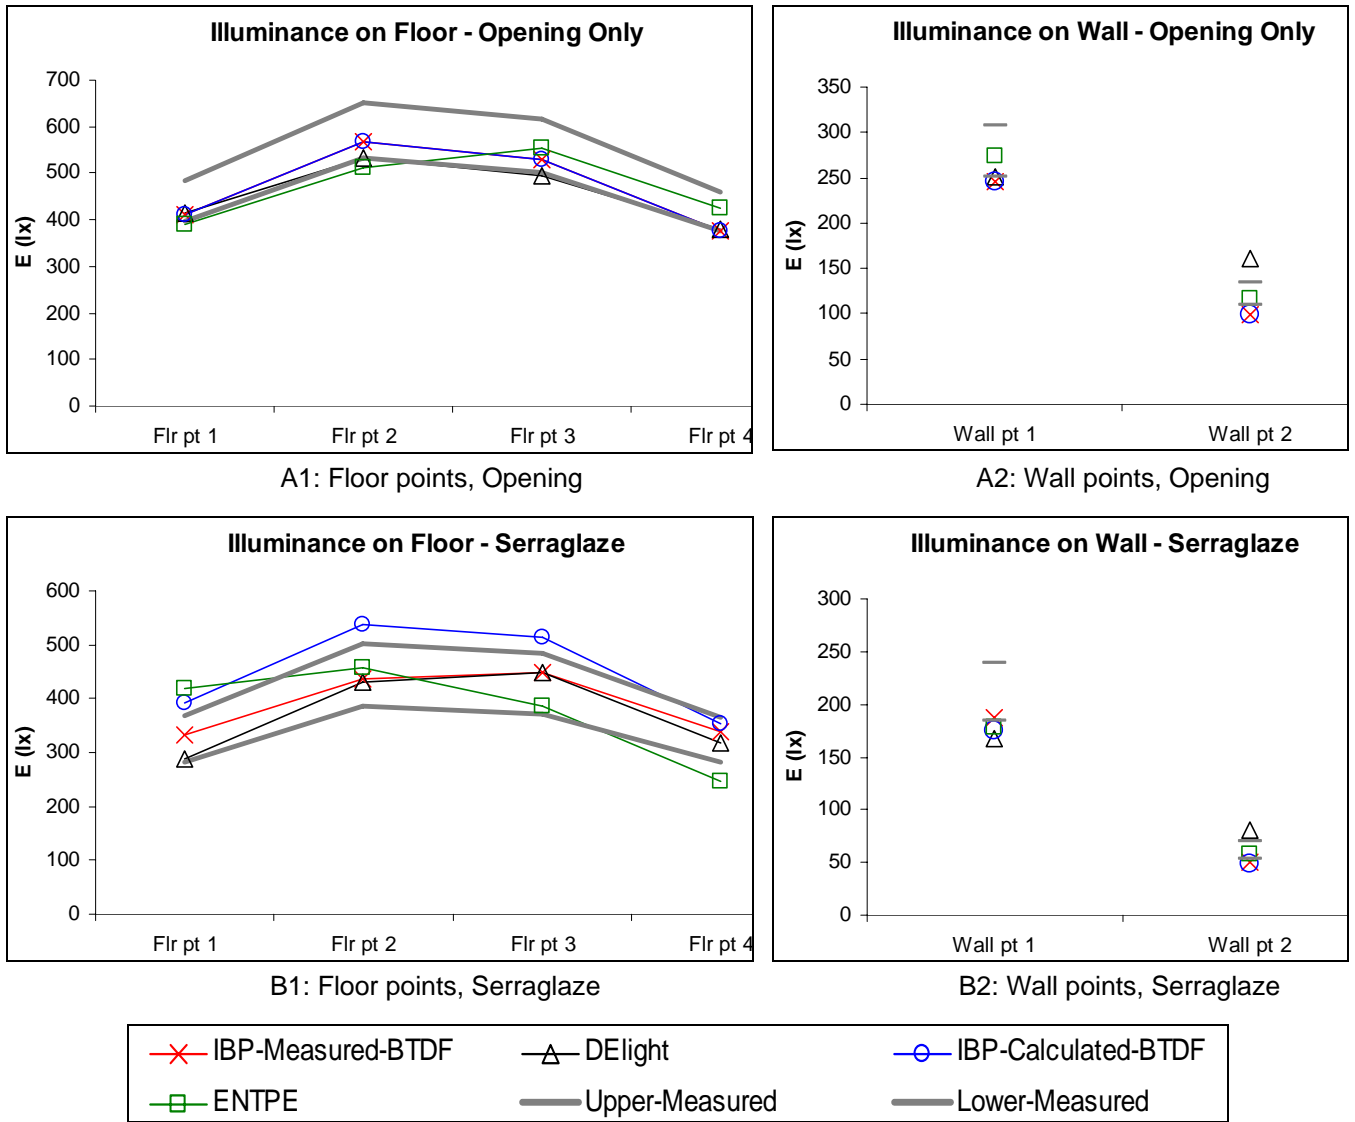 Illuminance on Floor - Opening Only
700
600
500
400
300
200
100
0
E (lx)
Flr pt 1 Flr pt 2 Flr pt 3 Flr pt 4
A1: Floor points, Opening
Illuminance on Wall - Opening Only
350
300
250
200
150
100
50
0
E (lx)
Wall pt 1 Wall pt 2
A2: Wall points, Opening
Illuminance on Floor - Serraglaze
600
500
400
300
200
100
0
E (lx)
Flr pt 1 Flr pt 2 Flr pt 3 Flr pt 4
B1: Floor points, Serraglaze
Illuminance on Wall - Serraglaze
300
250
200
150
100
50
0
E (lx)
Wall pt 1 Wall pt 2
B2: Wall points, Serraglaze
IBP-Measured-BTDF DElight IBP-Calculated-BTDF
ENTPE Upper-Measured Lower-Measured